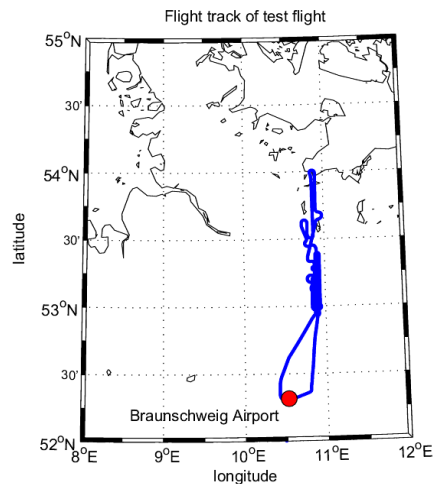 Flight track of test flight
55°N
30'
54°N
30'
53°N
30'
52°N
latitude
Braunschweig Airport
8°E
9°E
10°E
11°E
12°E
longitude